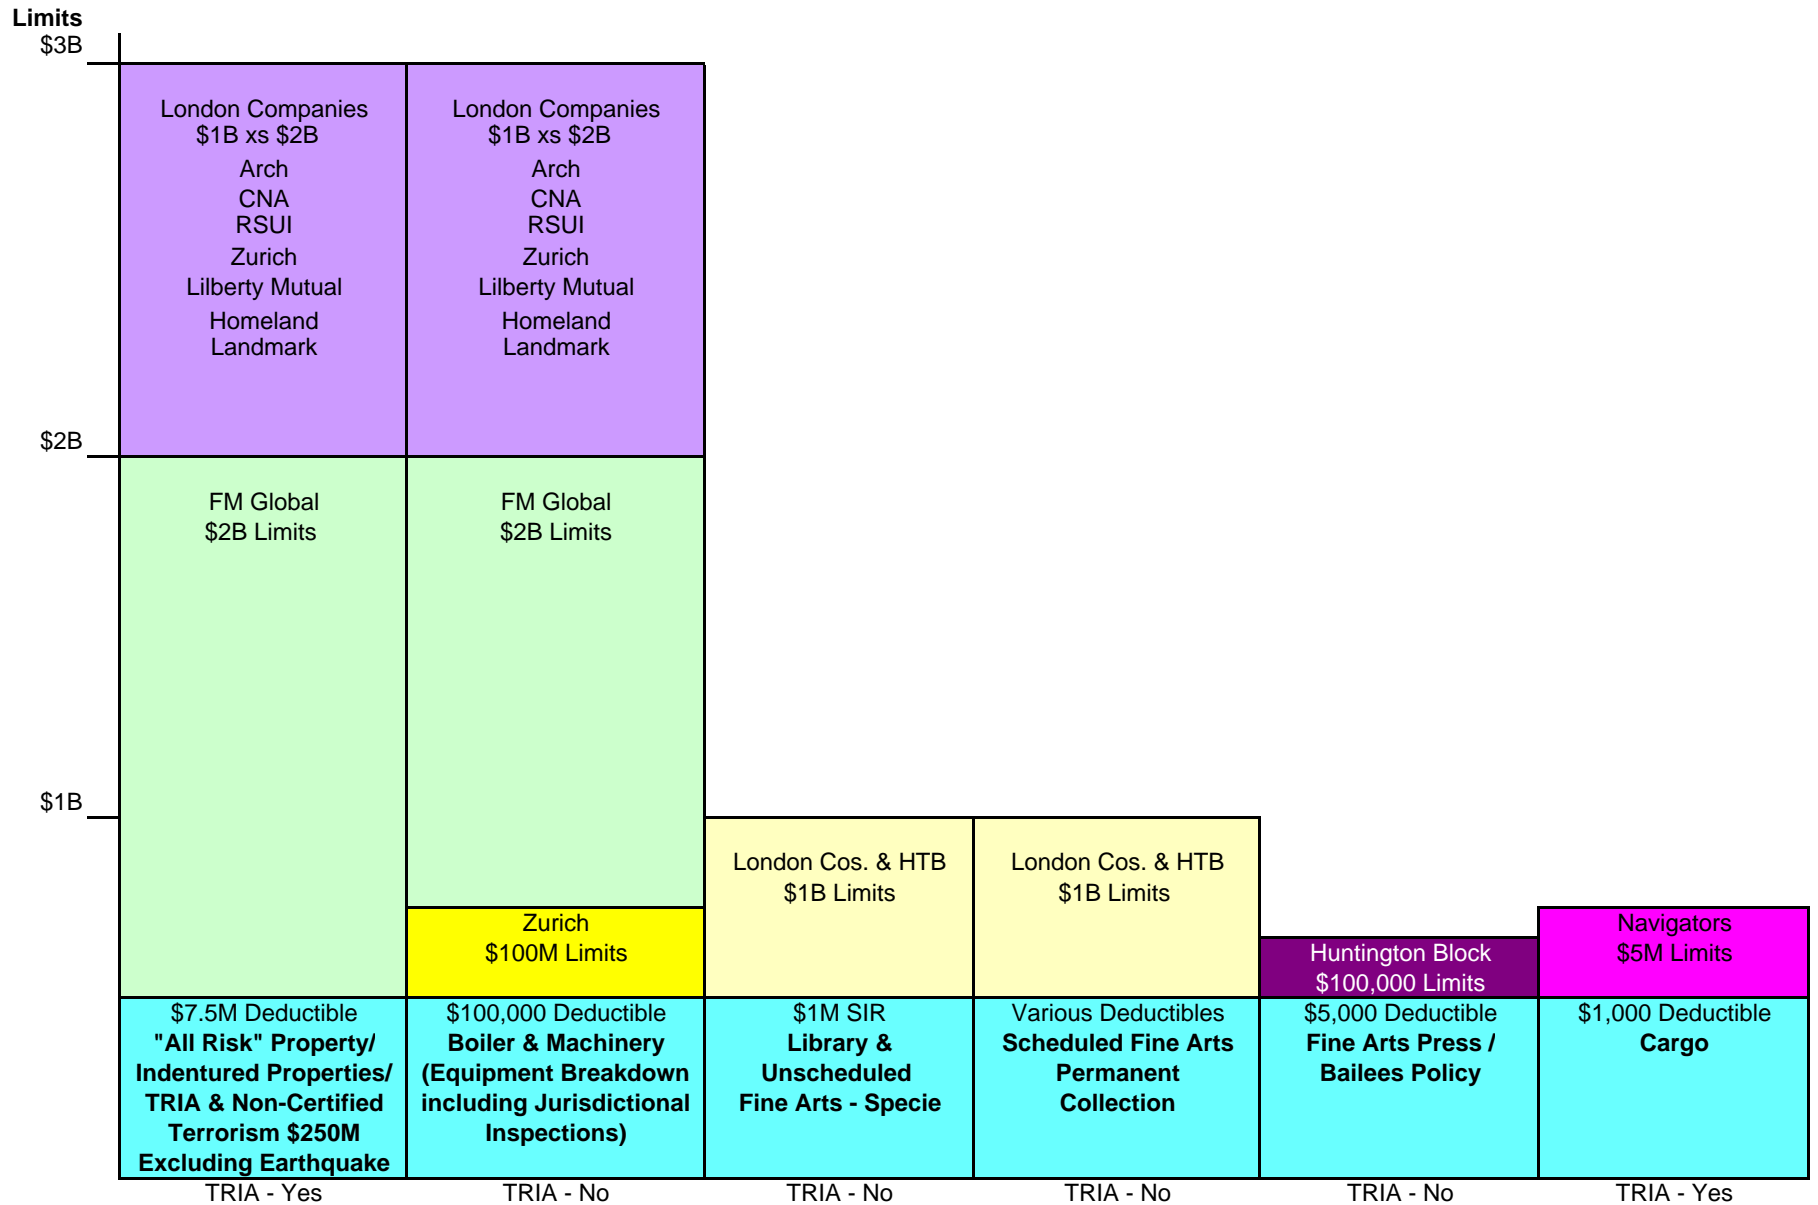 Limits
$3B
$2B
$1B
London Companies
$1B xs $2B
Arch
CNA
RSUI
Zurich
Lilberty Mutual
Homeland
Landmark
FM Global
$2B Limits
$7.5M Deductible
"All Risk" Property/
Indentured Properties/
TRIA & Non-Certified
Terrorism $250M
Excluding Earthquake
TRIA - Yes
London Companies
$1B xs $2B
Arch
CNA
RSUI
Zurich
Lilberty Mutual
Homeland
Landmark
FM Global
$2B Limits
Zurich
$100M Limits
$100,000 Deductible
Boiler & Machinery
(Equipment Breakdown
including Jurisdictional
Inspections)
TRIA - No
London Cos. & HTB
$1B Limits
$1M SIR
Library &
Unscheduled
Fine Arts - Specie
TRIA - No
London Cos. & HTB
$1B Limits
Various Deductibles
Scheduled Fine Arts
Permanent
Collection
TRIA - No
Huntington Block
$100,000 Limits
$5,000 Deductible
Fine Arts Press /
Bailees Policy
TRIA - No
Navigators
$5M Limits
$1,000 Deductible
Cargo
TRIA - Yes